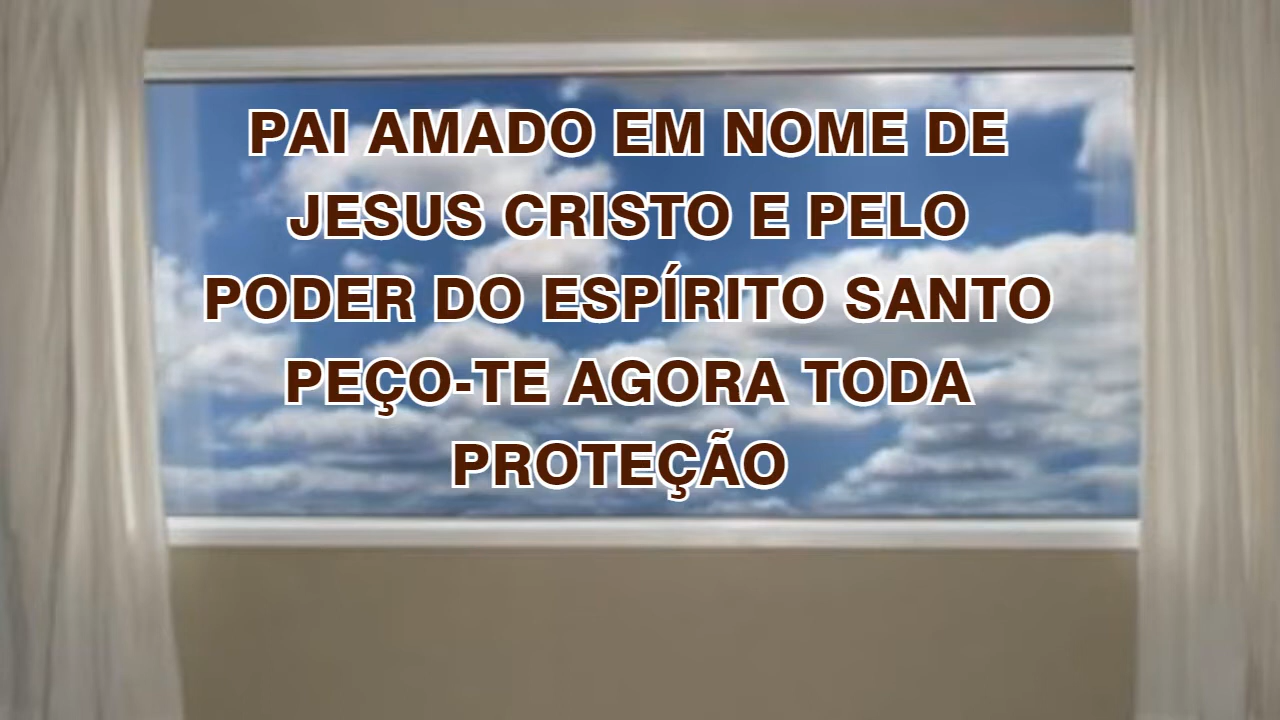 PAI AMADO EM NOME DE
JESUS CRISTO E PELO
PODER DO ESPÍRITO SANTO
PEÇO-TE AGORA TODA
PROTEÇÃO